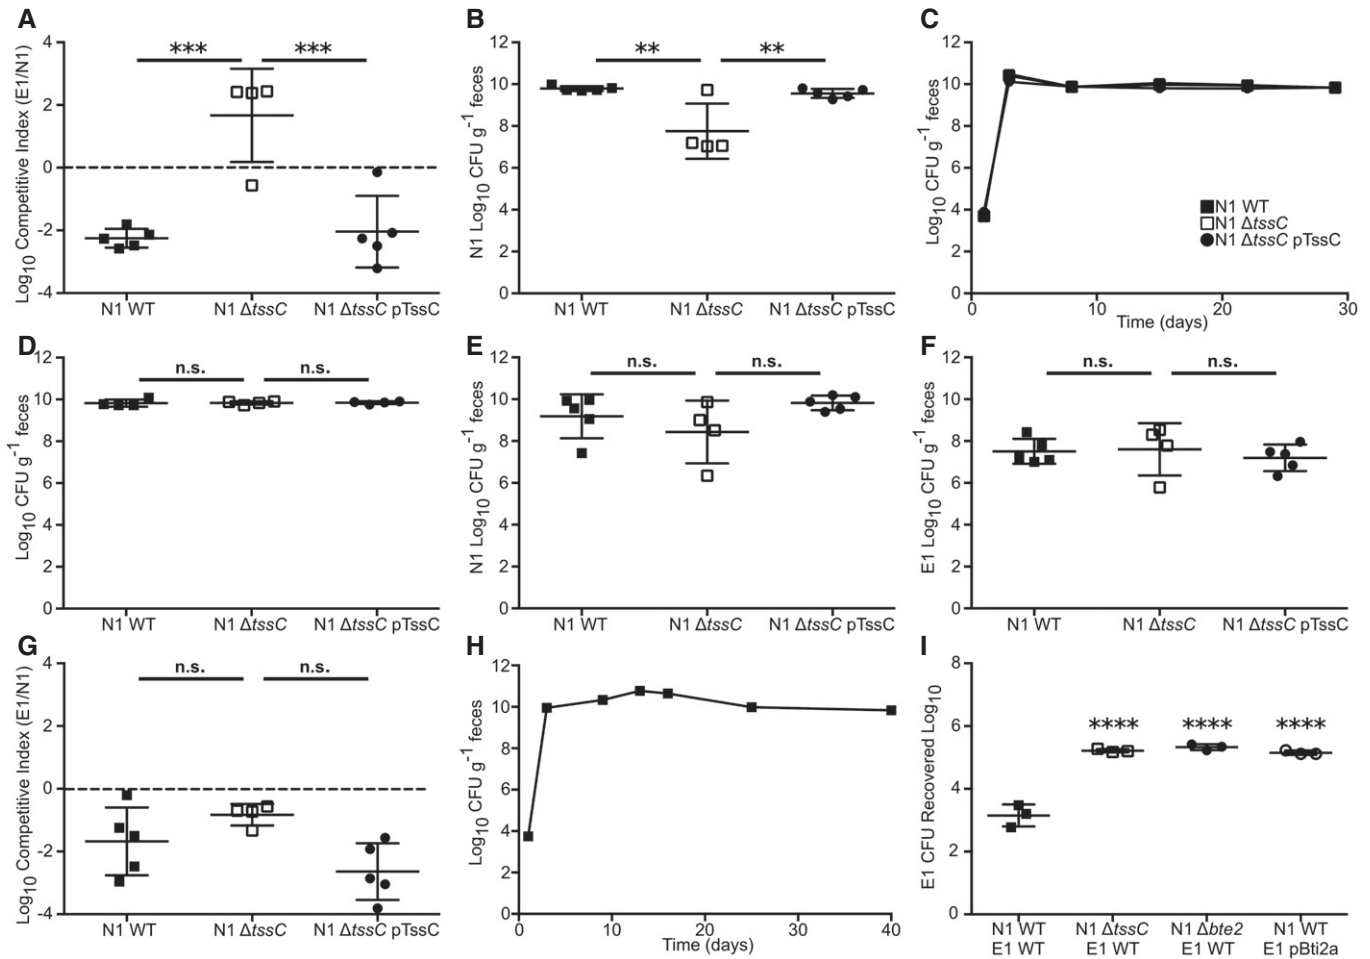 A
Log10 Competitive Index (E1/N1)
4
2
0
-2
-4
***
***
N1 WT
N1 ΔtssC
N1 ΔtssC pTssC
B
N1 Log10 CFU g-1 feces
12
10
8
6
4
2
0
**
**
N1 WT
N1 ΔtssC
N1 ΔtssC pTssC
C
Log10 CFU g-1 feces
12
10
8
6
4
2
0
N1 WT
N1 ΔtssC
N1 ΔtssC pTssC
0
10
20
30
Time (days)
D
Log10 CFU g-1 feces
12
10
8
6
4
2
0
n.s.
n.s.
N1 WT
N1 ΔtssC
N1 ΔtssC pTssC
E
N1 Log10 CFU g-1 feces
12
10
8
6
4
2
0
n.s.
n.s.
N1 WT
N1 ΔtssC
N1 ΔtssC pTssC
F
E1 Log10 CFU g-1 feces
12
10
8
6
4
2
0
n.s.
n.s.
N1 WT
N1 ΔtssC
N1 ΔtssC pTssC
G
Log10 Competitive Index (E1/N1)
4
2
0
-2
-4
n.s.
n.s.
N1 WT
N1 ΔtssC
N1 ΔtssC pTssC
H
Log10 CFU g-1 feces
12
10
8
6
4
2
0
0
10
20
30
40
Time (days)
I
E1 CFU Recovered Log10
8
6
4
2
0
****
****
****
N1 WT
E1 WT
N1 ΔtssC
E1 WT
N1 Δbte2
E1 WT
N1 WT
E1 pBti2a